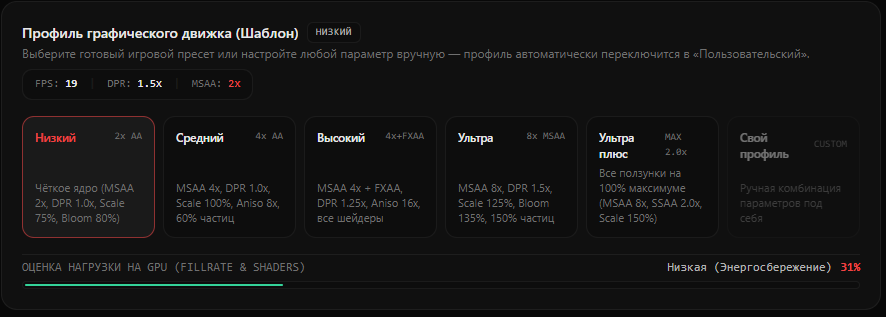 Профиль графического движка (Шаблон) НИЗКИЙ
Выберите готовый игровой пресет или настройте любой параметр вручную — профиль автоматически переключится в «Пользовательский».
FPS: 19 DPR: 1.5x MSAA: 2x
Низкий 2x AA
Чёткое ядро (MSAA
2x, DPR 1.0x, Scale
75%, Bloom 80%)
Средний 4x AA
MSAA 4x, DPR 1.0x,
Scale 100%, Aniso 8x,
60% частиц
Высокий 4x+FXAA
MSAA 4x + FXAA,
DPR 1.25x, Aniso 16x,
все шейдеры
Ультра 8x MSAA
MSAA 8x, DPR 1.5x,
Scale 125%, Bloom
135%, 150% частиц
Ультра
плюс
MAX
2.0x
Все ползунки на
100% максимуме
(MSAA 8x, SSAA 2.0x,
Scale 150%)
Свой
профиль
CUSTOM
Ручная комбинация
параметров под
себя
ОЦЕНКА НАГРУЗКИ НА GPU (FILLRATE & SHADERS) Низкая (Энергосбережение) 31%